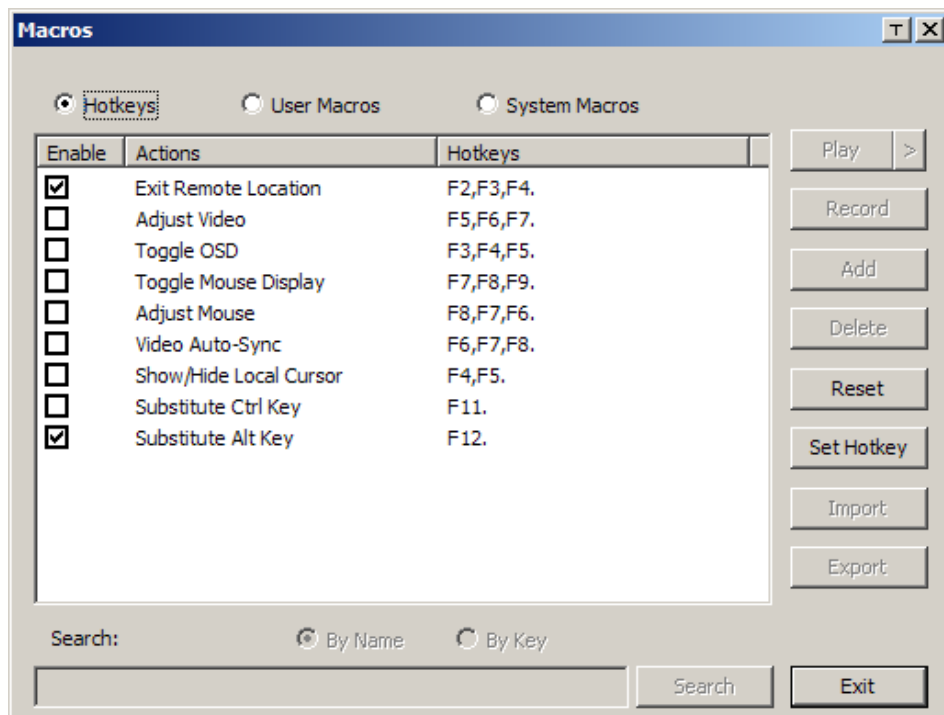 Macros
Hotkeys User Macros System Macros
Enable Actions Hotkeys
Exit Remote Location F2,F3,F4.
Adjust Video F5,F6,F7.
Toggle OSD F3,F4,F5.
Toggle Mouse Display F7,F8,F9.
Adjust Mouse F8,F7,F6.
Video Auto-Sync F6,F7,F8.
Show/Hide Local Cursor F4,F5.
Substitute Ctrl Key F11.
Substitute Alt Key F12.
Play >
Record
Add
Delete
Reset
Set Hotkey
Import
Export
Search: By Name By Key
Search Exit